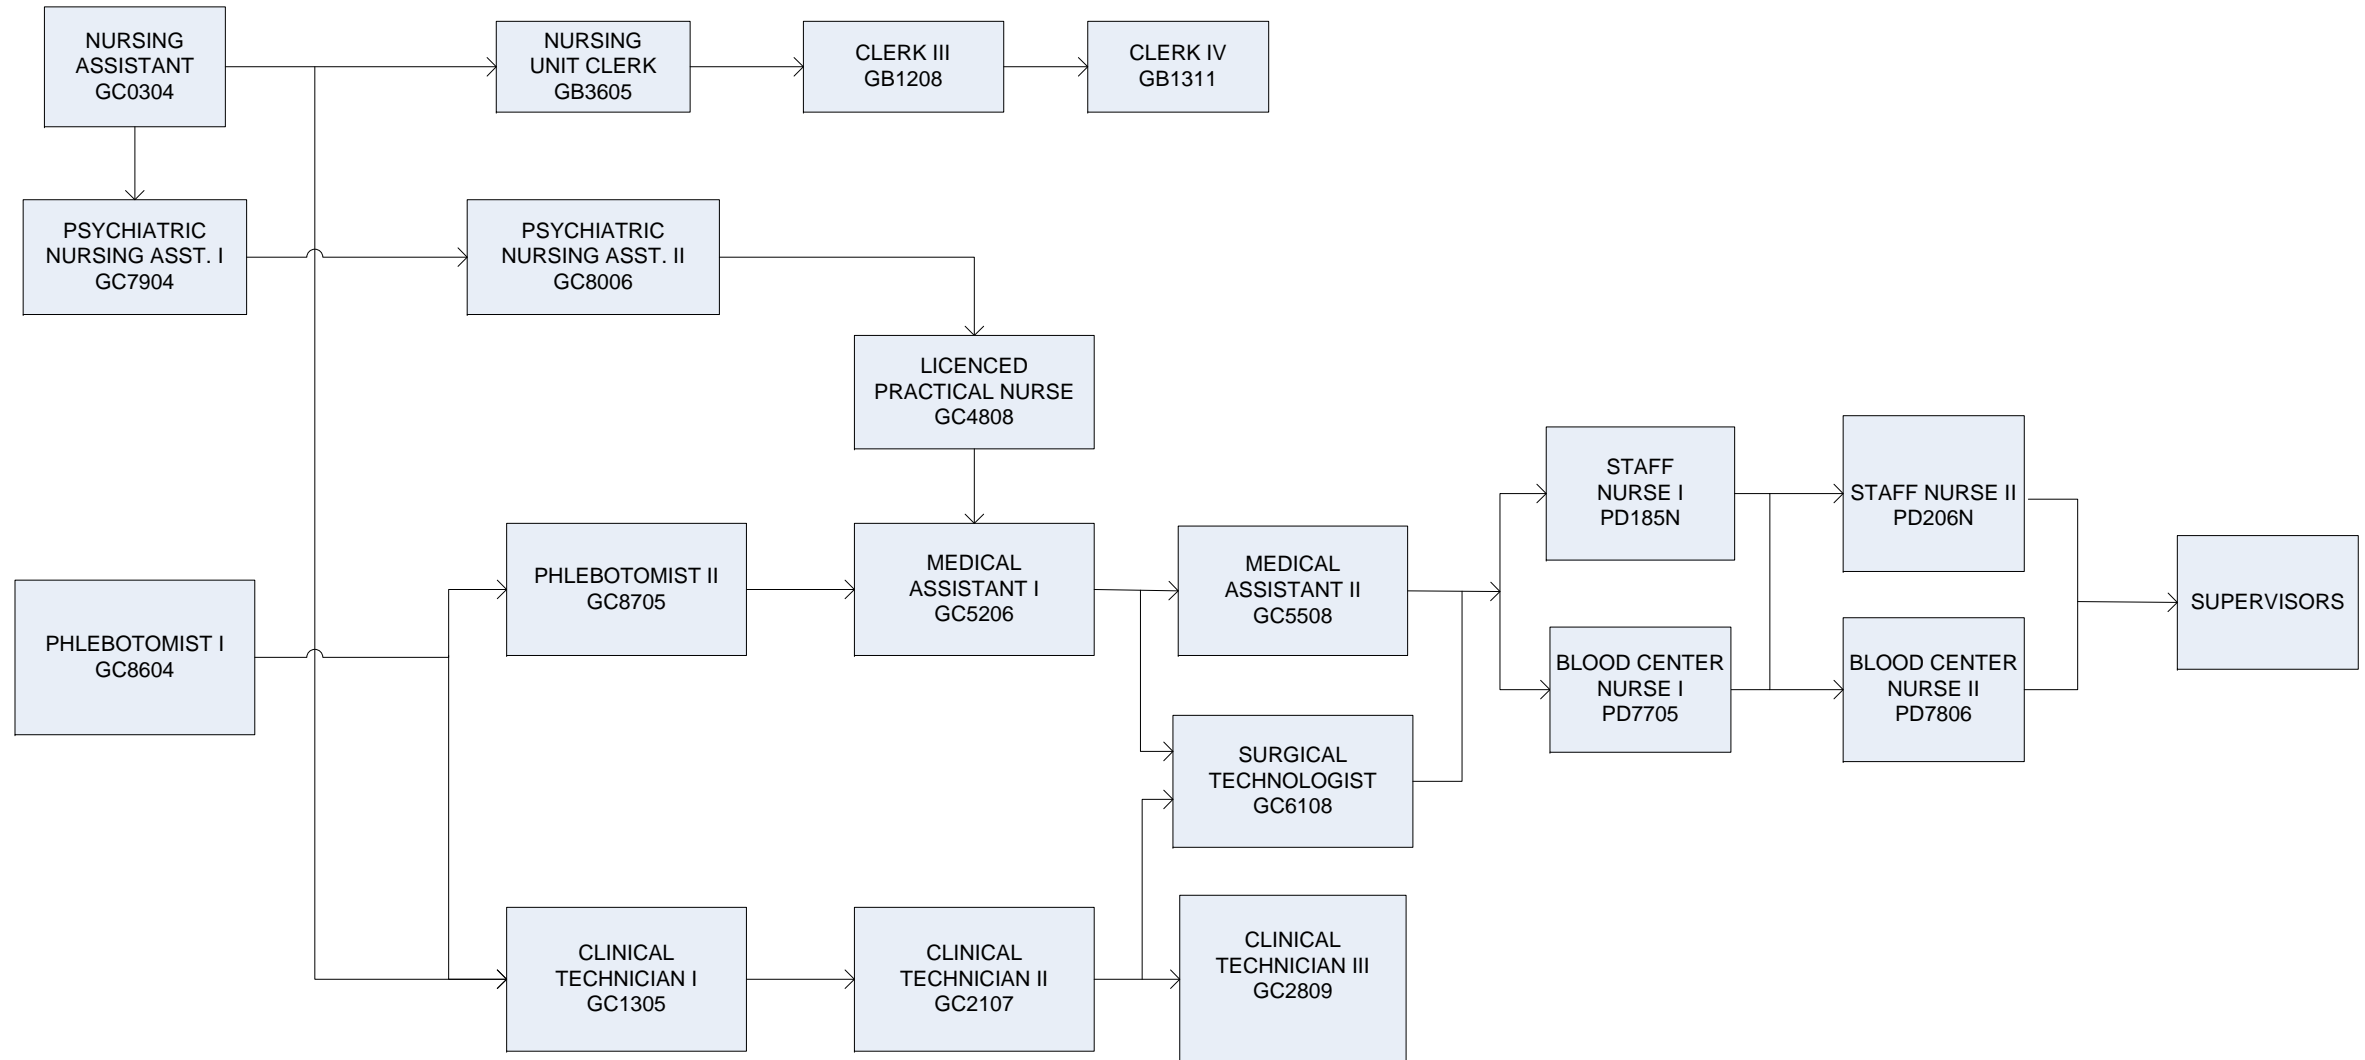 NURSING
ASSISTANT
GC0304
NURSING
UNIT CLERK
GB3605
CLERK III
GB1208
CLERK IV
GB1311
PSYCHIATRIC
NURSING ASST. I
GC7904
PSYCHIATRIC
NURSING ASST. II
GC8006
LICENCED
PRACTICAL NURSE
GC4808
STAFF
NURSE I
PD185N
STAFF NURSE II
PD206N
PHLEBOTOMIST I
GC8604
PHLEBOTOMIST II
GC8705
MEDICAL
ASSISTANT I
GC5206
MEDICAL
ASSISTANT II
GC5508
SUPERVISORS
BLOOD CENTER
NURSE I
PD7705
BLOOD CENTER
NURSE II
PD7806
SURGICAL
TECHNOLOGIST
GC6108
CLINICAL
TECHNICIAN I
GC1305
CLINICAL
TECHNICIAN II
GC2107
CLINICAL
TECHNICIAN III
GC2809